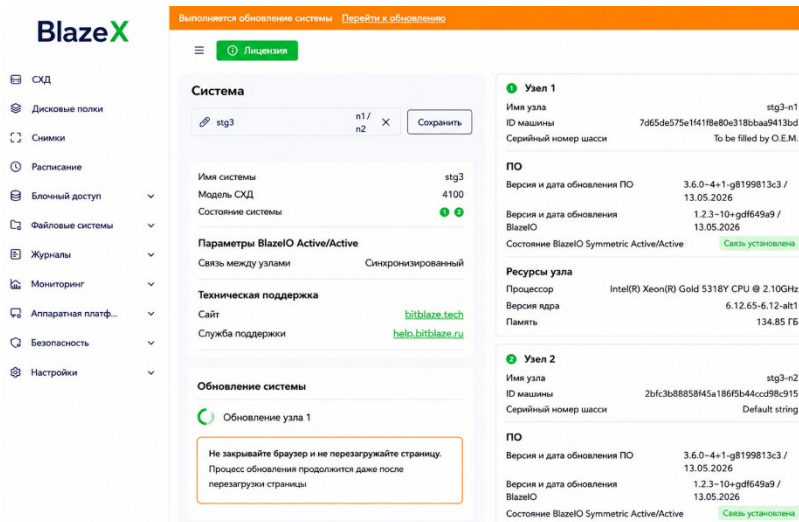 Выполняется обновление системы Перейти к обновлению
BlazeX
Лицензия
СХД
Дисковые полки
Снимки
Расписание
Блочный доступ
Файловые системы
Журналы
Мониторинг
Аппаратная платф...
Безопасность
Настройки
Система
stg3 n1/
n2
Сохранить
Имя системы stg3
Модель СХД 4100
Состояние системы 1 2
Параметры BlazeIO Active/Active
Связь между узлами Синхронизированный
Техническая поддержка
Сайт bitblaze.tech
Служба поддержки help.bitblaze.ru
Обновление системы
Обновление узла 1
Не закрывайте браузер и не перезагружайте страницу.
Процесс обновления продолжится даже после
перезагрузки страницы
1 Узел 1
Имя узла stg3-n1
ID машины 7d65de575e1f41f8e80e318bbaa9413bd
Серийный номер шасси To be filled by O.E.M.
ПО
Версия и дата обновления ПО 3.6.0~4+1-g8199813c3 /
13.05.2026
Версия и дата обновления 1.2.3~10+gdf649a9 /
BlazeIO 13.05.2026
Состояние BlazeIO Symmetric Active/Active Связь установлена
Ресурсы узла
Процессор Intel(R) Xeon(R) Gold 5318Y CPU @ 2.10GHz
Версия ядра 6.12.65-6.12-alt1
Память 134.85 ГБ
2 Узел 2
Имя узла stg3-n2
ID машины 2bfc3b88858f45a186f5b44ccd98c915
Серийный номер шасси Default string
ПО
Версия и дата обновления ПО 3.6.0~4+1-g8199813c3 /
13.05.2026
Версия и дата обновления 1.2.3~10+gdf649a9 /
BlazeIO 13.05.2026
Состояние BlazeIO Symmetric Active/Active Связь установлена